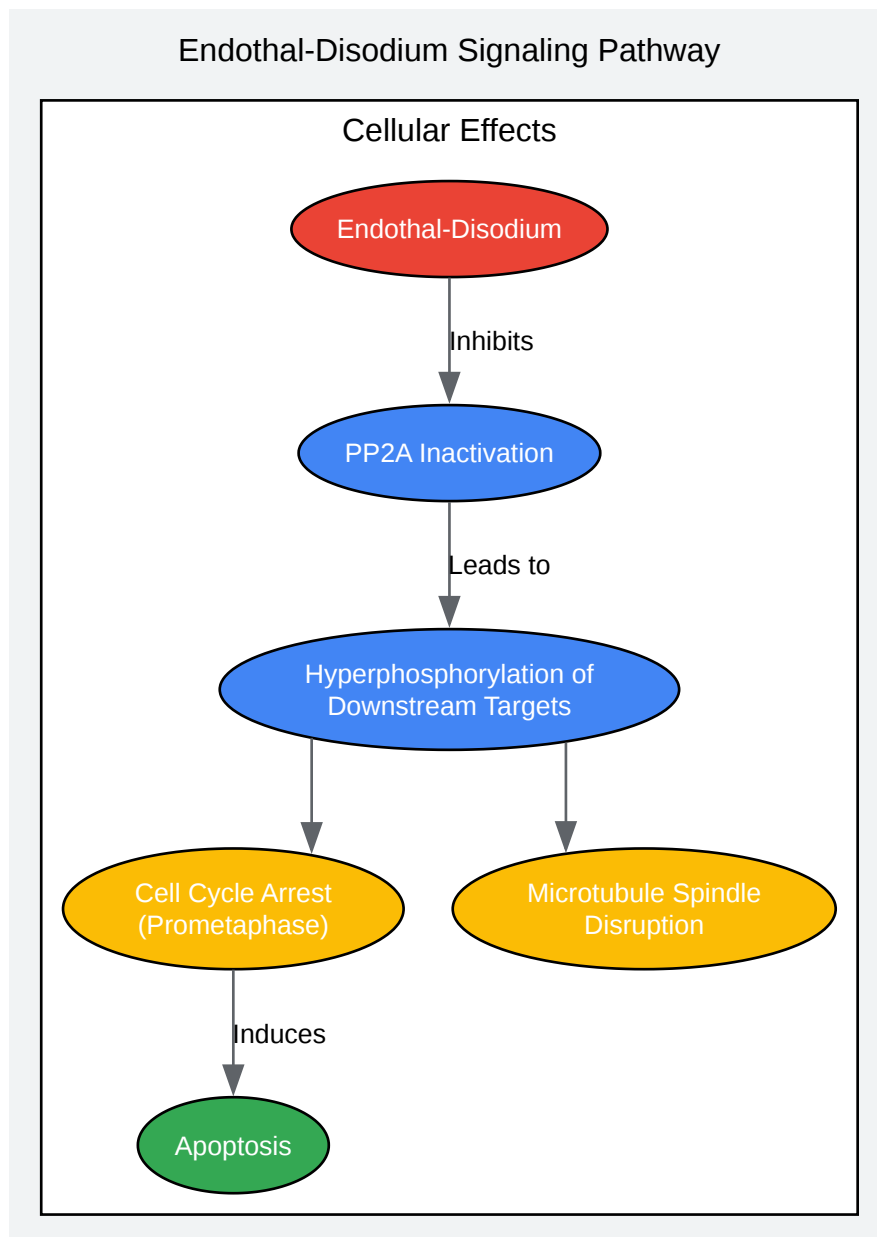 Endothal-Disodium Signaling Pathway
Cellular Effects
Endothal-Disodium
Inhibits
PP2A Inactivation
Leads to
Hyperphosphorylation of
Downstream Targets
Cell Cycle Arrest
(Prometaphase)
Microtubule Spindle
Disruption
Induces
Apoptosis